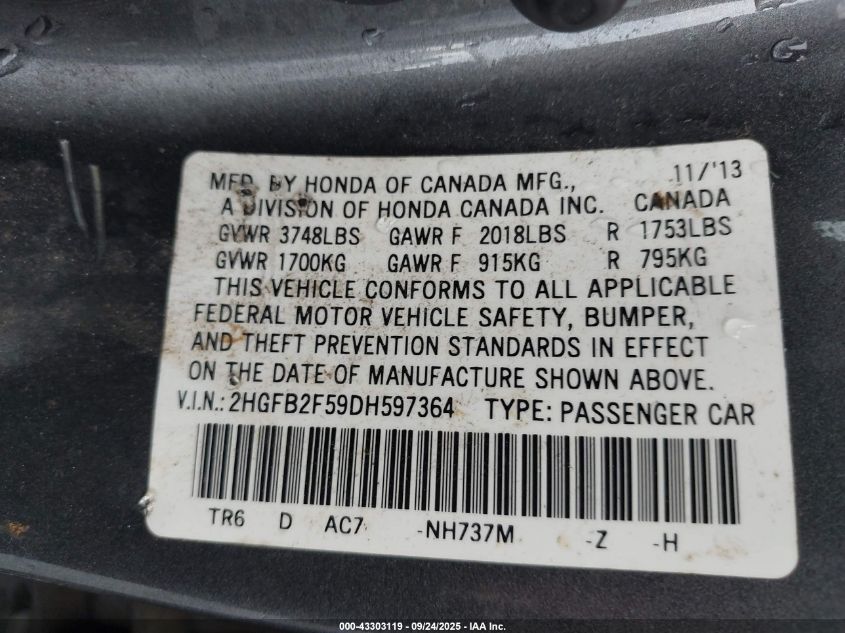 MFD. BY HONDA OF CANADA MFG., 11/'13
A DIVISION OF HONDA CANADA INC. CANADA
GVWR 3748LBS GAWR F 2018LBS R 1753LBS
GVWR 1700KG GAWR F 915KG R 795KG
THIS VEHICLE CONFORMS TO ALL APPLICABLE
FEDERAL MOTOR VEHICLE SAFETY, BUMPER,
AND THEFT PREVENTION STANDARDS IN EFFECT
ON THE DATE OF MANUFACTURE SHOWN ABOVE.
V.I.N.: 2HGFB2F59DH597364 TYPE: PASSENGER CAR
TR6 D AC7 -NH737M -Z -H
000-43303119 - 09/24/2025 - IAA Inc.